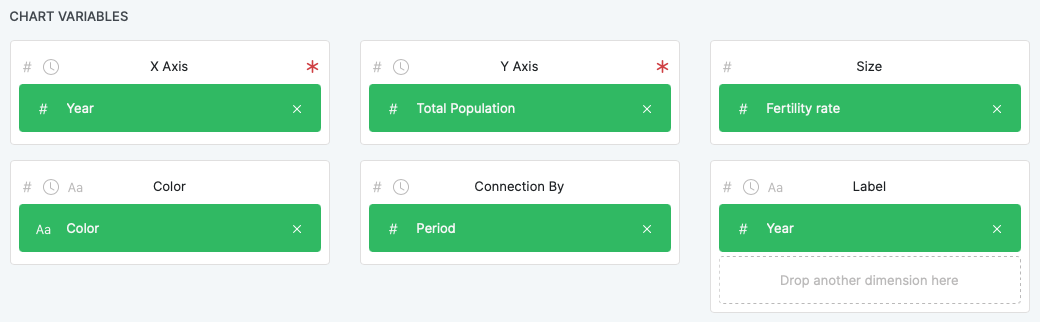 CHART VARIABLES
# X Axis *
# Year ×
# Y Axis *
# Total Population ×
# Size
# Fertility rate ×
# Aa Color
Aa Color ×
# Connection By
# Period ×
# Aa Label
# Year ×
Drop another dimension here